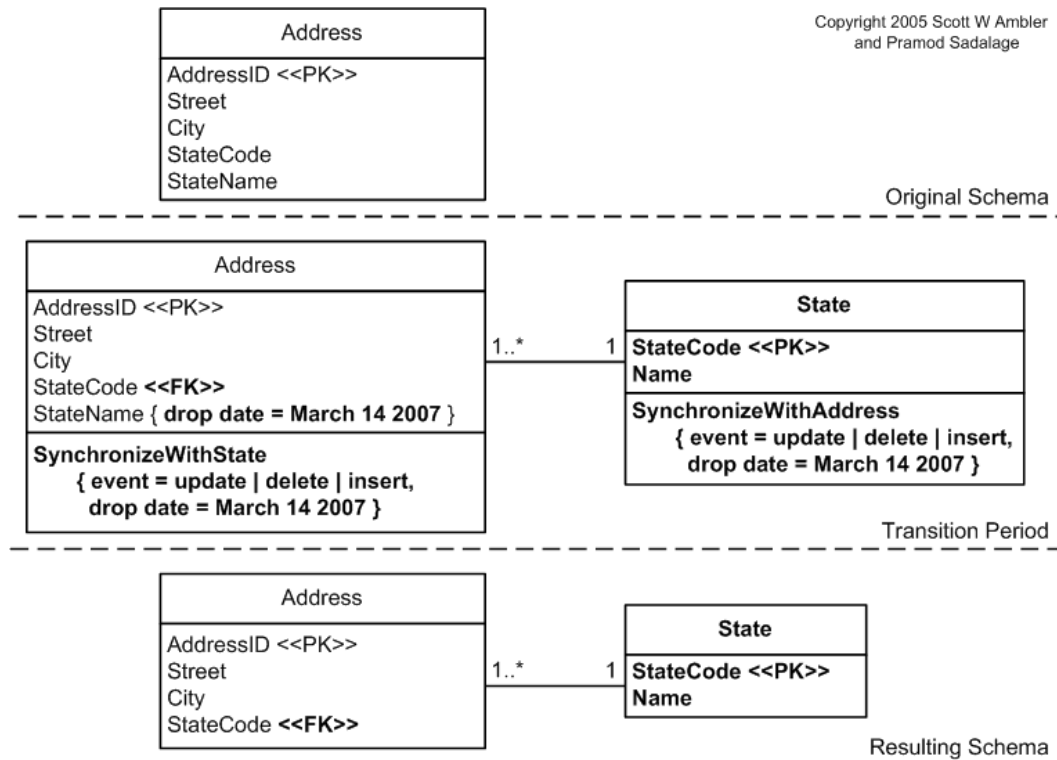 Copyright 2005 Scott W Ambler
and Pramod Sadalage
Address
AddressID <<PK>>
Street
City
StateCode
StateName
Original Schema
Address
AddressID <<PK>>
Street
City
StateCode <<FK>>
StateName { drop date = March 14 2007 }
SynchronizeWithState
{ event = update | delete | insert,
drop date = March 14 2007 }
1..*
1
State
StateCode <<PK>>
Name
SynchronizeWithAddress
{ event = update | delete | insert,
drop date = March 14 2007 }
Transition Period
Address
AddressID <<PK>>
Street
City
StateCode <<FK>>
1..*
1
State
StateCode <<PK>>
Name
Resulting Schema